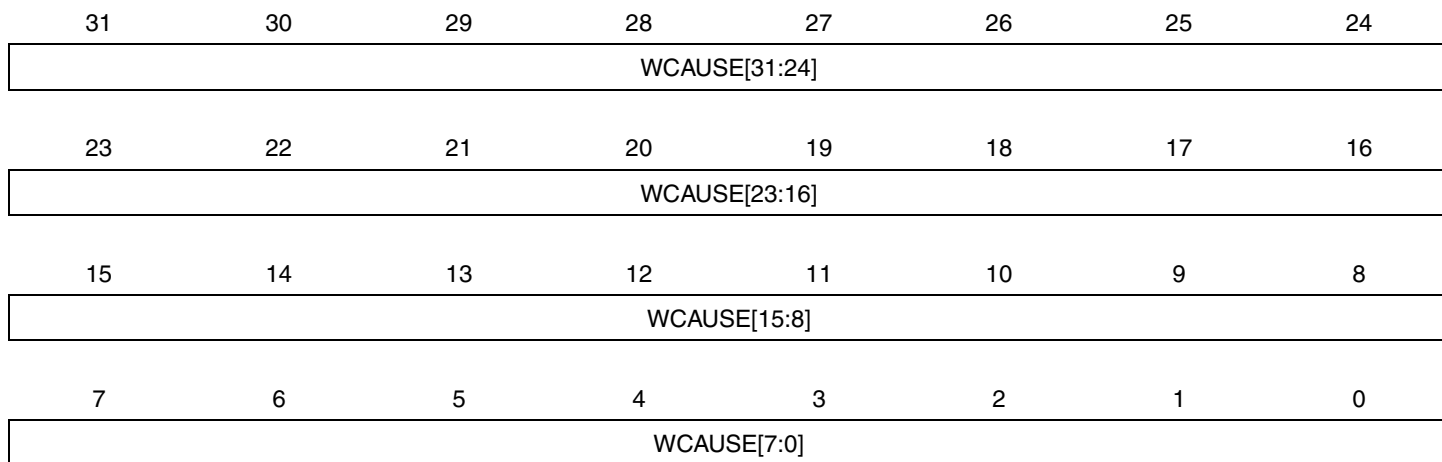 31 30 29 28 27 26 25 24
WCAUSE[31:24]
23 22 21 20 19 18 17 16
WCAUSE[23:16]
15 14 13 12 11 10 9 8
WCAUSE[15:8]
7 6 5 4 3 2 1 0
WCAUSE[7:0]